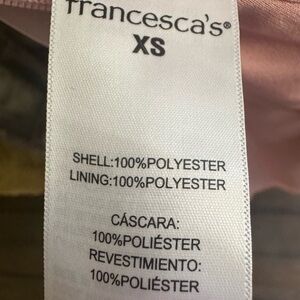 francesca's®
XS
SHELL:100%POLYESTER
LINING:100%POLYESTER
CÁSCARA:
100%POLIÉSTER
REVESTIMIENTO:
100%POLIÉSTER